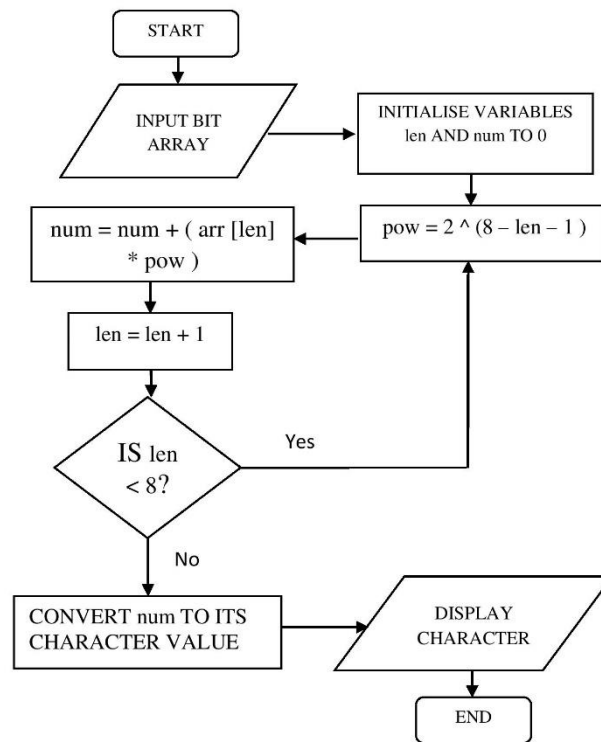 START
INPUT BIT
ARRAY
INITIALISE VARIABLES
len AND num TO 0
pow = 2 ^ (8 – len – 1 )
num = num + ( arr [len]
* pow )
len = len + 1
IS len
< 8?
Yes
No
CONVERT num TO ITS
CHARACTER VALUE
DISPLAY
CHARACTER
END